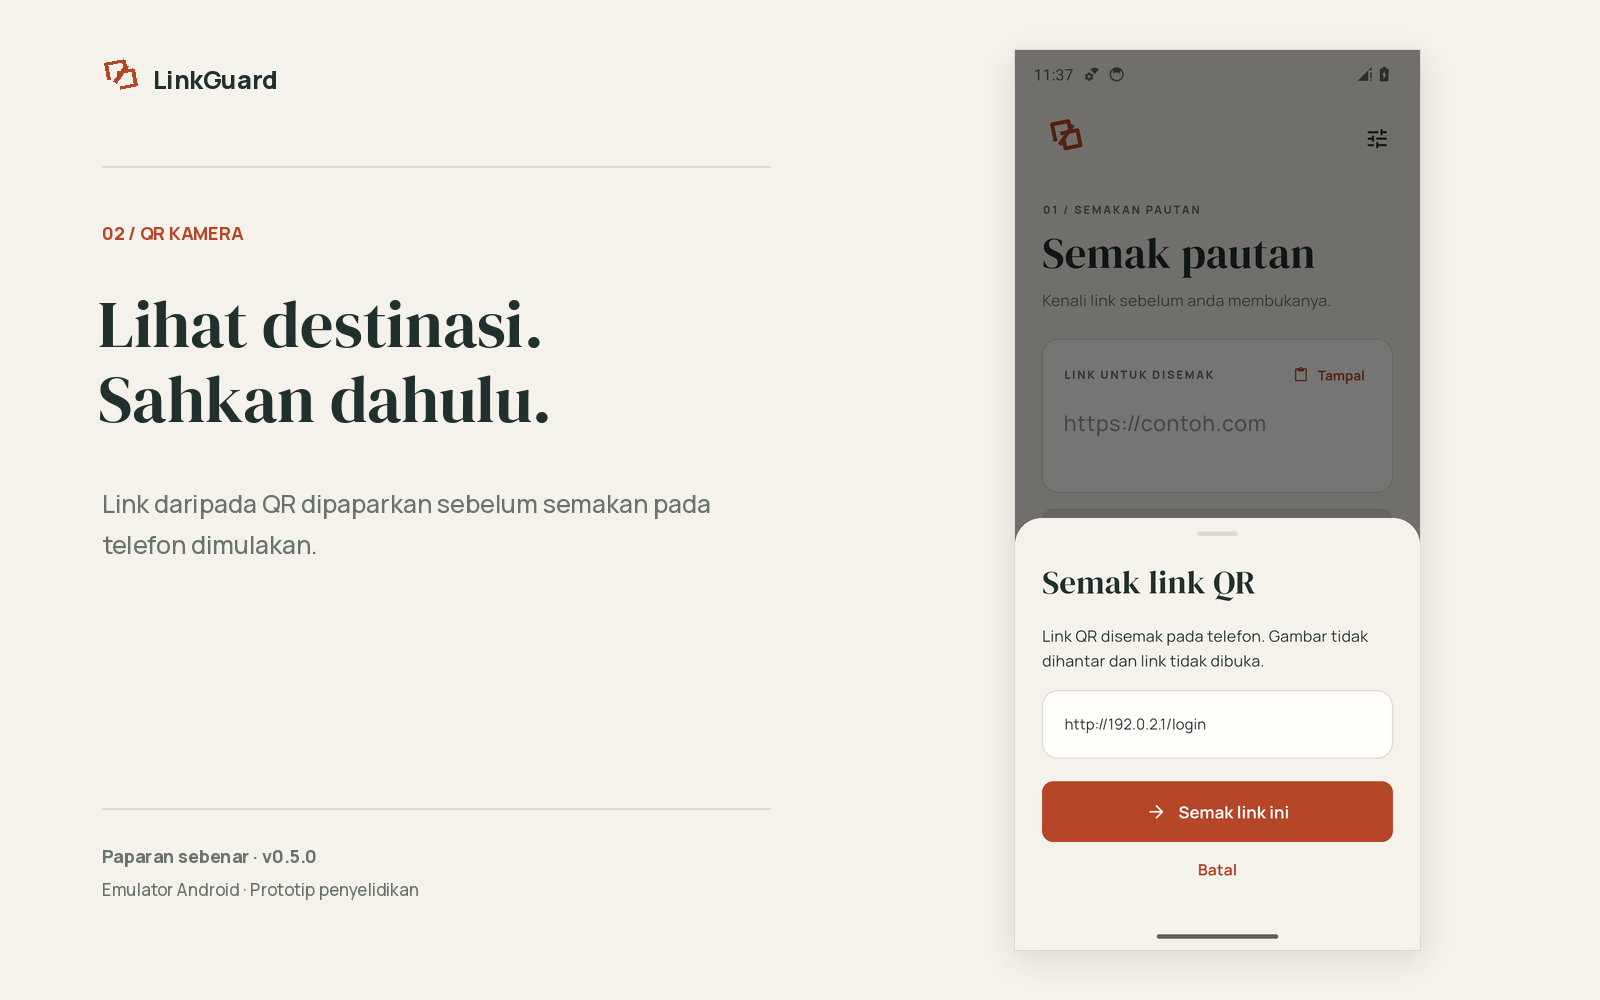 LinkGuard
02 / QR KAMERA
Lihat destinasi.
Sahkan dahulu.
Link daripada QR dipaparkan sebelum semakan pada
telefon dimulakan.
Paparan sebenar · v0.5.0
Emulator Android · Prototip penyelidikan
11:37
01 / SEMAKAN PAUTAN
Semak pautan
Kenali link sebelum anda membukanya.
LINK UNTUK DISEMAK
Tampal
https://contoh.com
Semak link QR
Link QR disemak pada telefon. Gambar tidak
dihantar dan link tidak dibuka.
http://192.0.2.1/login
Semak link ini
Batal